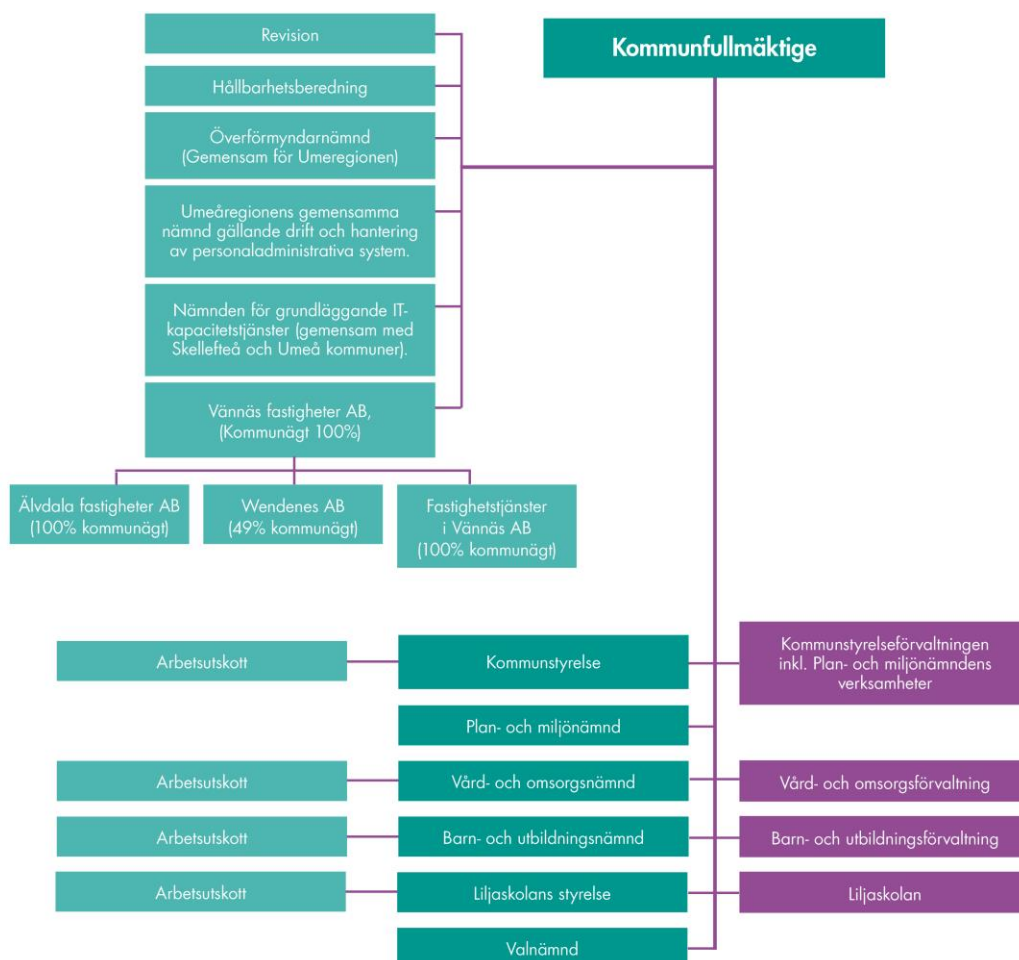 Kommunfullmäktige
Revision
Hållbarhetsberedning
Överförmyndarnämnd
(Gemensam för Umeregionen)
Umeåregionens gemensamma
nämnd gällande drift och hantering
av personaladministrativa system.
Nämnden för grundläggande IT-
kapacitetstjänster (gemensam med
Skellefteå och Umeå kommuner).
Vännäs fastigheter AB,
(Kommunägt 100%)
Älvdala fastigheter AB
(100% kommunägt)
Wendenes AB
(49% kommunägt)
Fastighetstjänster
i Vännäs AB
(100% kommunägt)
Arbetsutskott
Kommunstyrelse
Kommunstyrelseförvaltningen
inkl. Plan- och miljönämndens
verksamheter
Plan- och miljönämnd
Arbetsutskott
Vård- och omsorgsnämnd
Vård- och omsorgsförvaltning
Arbetsutskott
Barn- och utbildningsnämnd
Barn- och utbildningsförvaltning
Arbetsutskott
Liljaskolans styrelse
Liljaskolan
Valnämnd